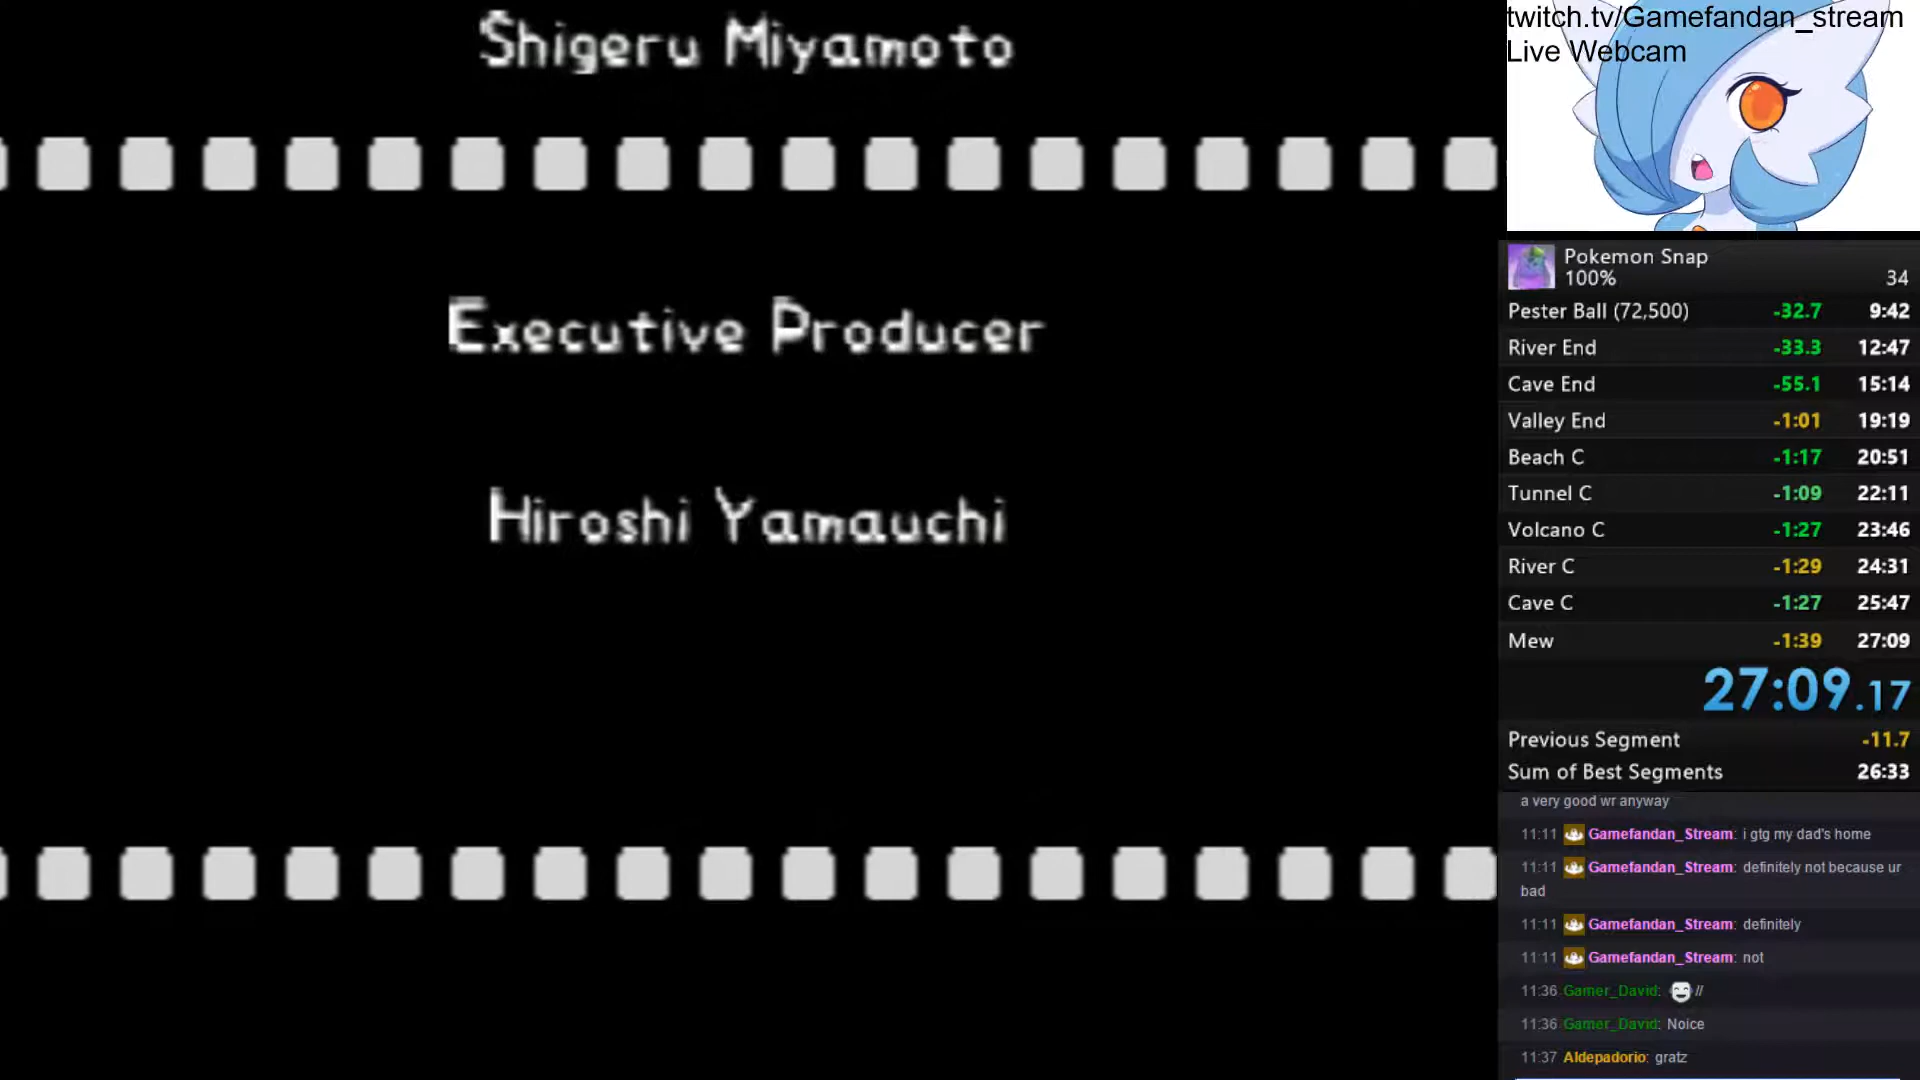 Shigeru Miyamoto
Executive Producer
Hiroshi Yamauchi
twitch.tv/Gamefandan_stream
Live Webcam
Pokemon Snap
100% 34
Pester Ball (72,500) -32.7 9:42
River End -33.3 12:47
Cave End -55.1 15:14
Valley End -1:01 19:19
Beach C -1:17 20:51
Tunnel C -1:09 22:11
Volcano C -1:27 23:46
River C -1:29 24:31
Cave C -1:27 25:47
Mew -1:39 27:09
27:09.17
Previous Segment -11.7
Sum of Best Segments 26:33
a very good wr anyway
11:11 Gamefandan_Stream: i gtg my dad's home
11:11 Gamefandan_Stream: definitely not because ur
bad
11:11 Gamefandan_Stream: definitely
11:11 Gamefandan_Stream: not
11:36 Gamer_David: //
11:36 Gamer_David: Noice
11:37 Aldepadorio: gratz